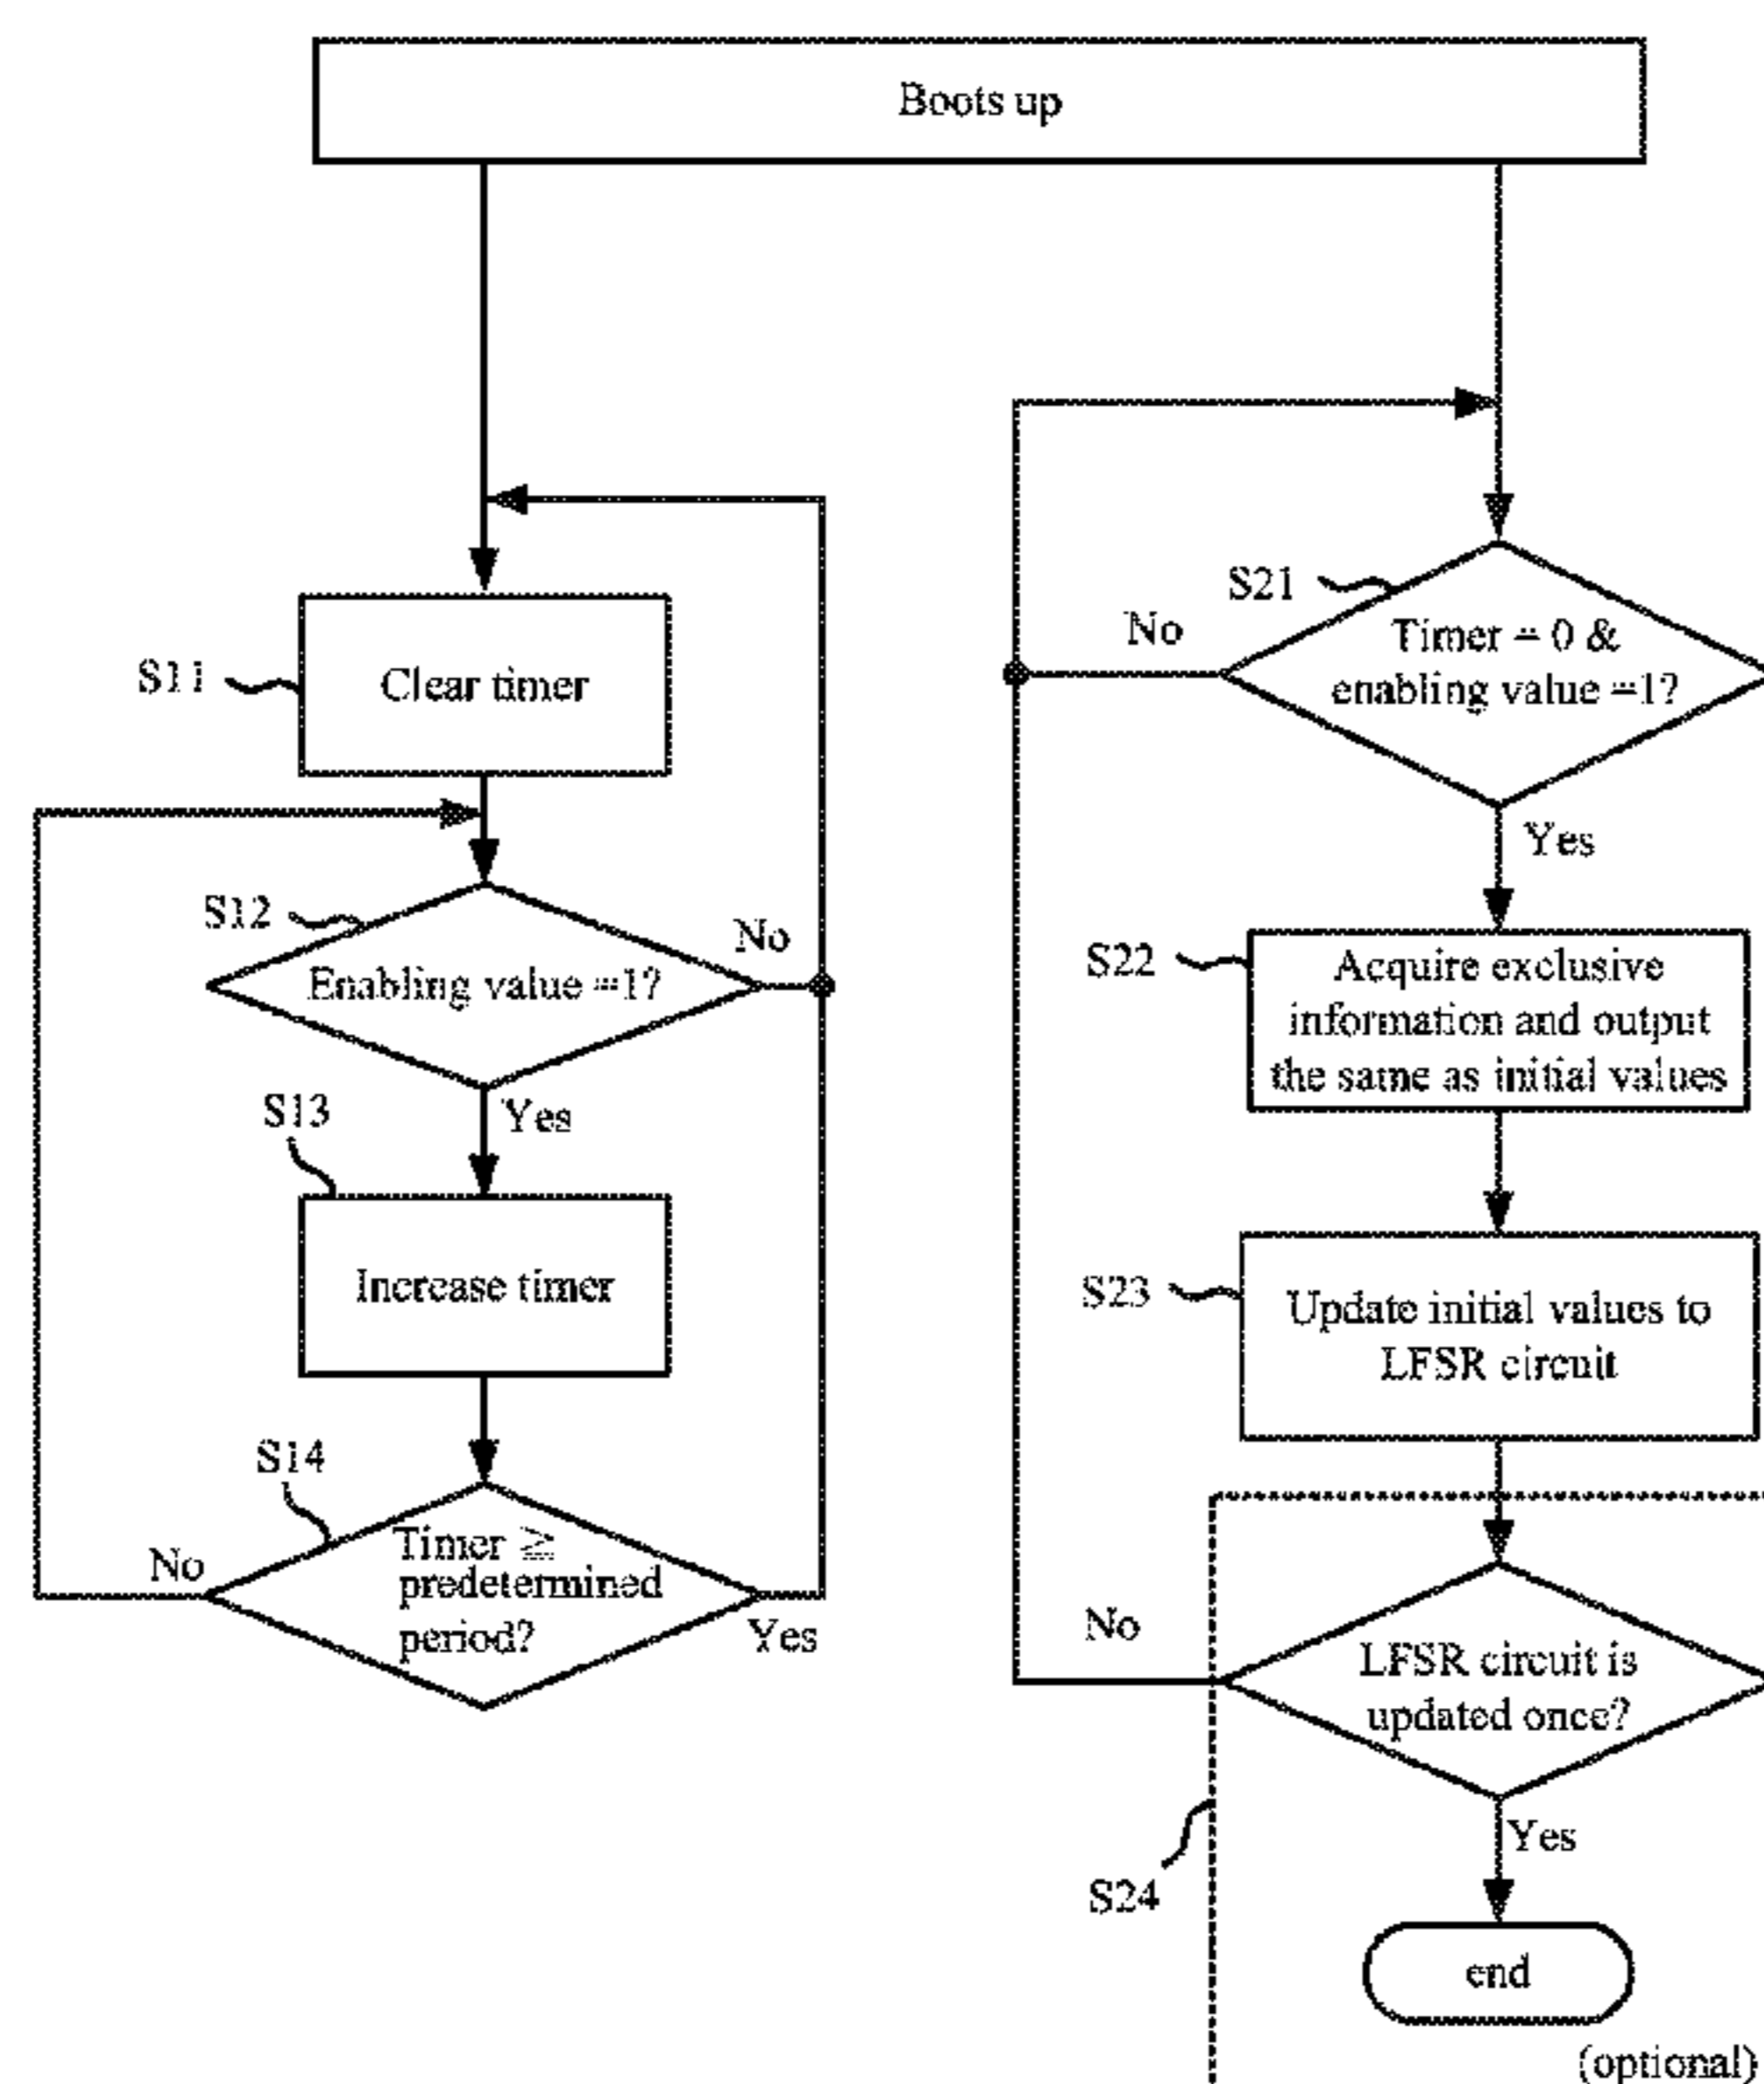 Boots up
S11
Clear timer
S12
Enabling value =1?
No
Yes
S13
Increase timer
S14
Timer ≧
predetermined
period?
No
Yes
S21
Timer = 0 &
enabling value =1?
No
Yes
S22
Acquire exclusive
information and output
the same as initial values
S23
Update initial values to
LFSR circuit
No
LFSR circuit is
updated once?
Yes
S24
end
(optional)